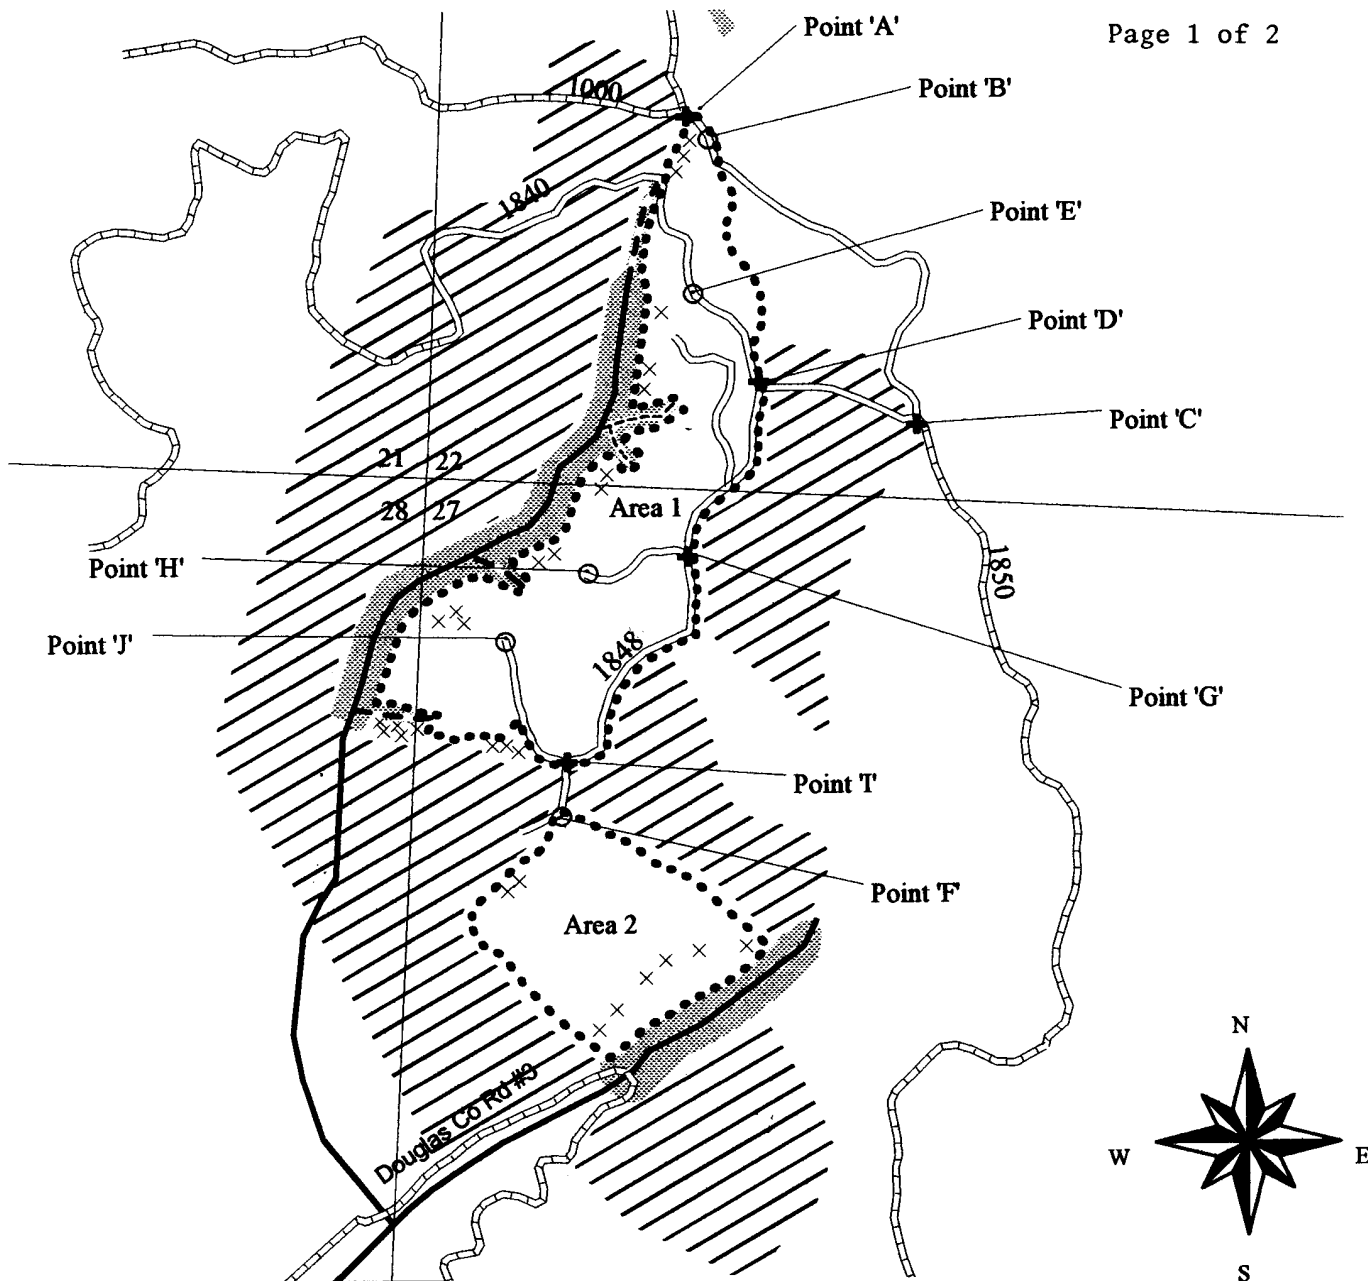 Point 'A'
Page 1 of 2
Point 'B'
1000
1840
Point 'E'
Point 'D'
Point 'C'
21 22
28 27
Area 1
Point 'H'
1850
Point 'J'
1848
Point 'G'
Point 'I'
Point 'F'
Area 2
Douglas Co Rd #3
N
W E
S